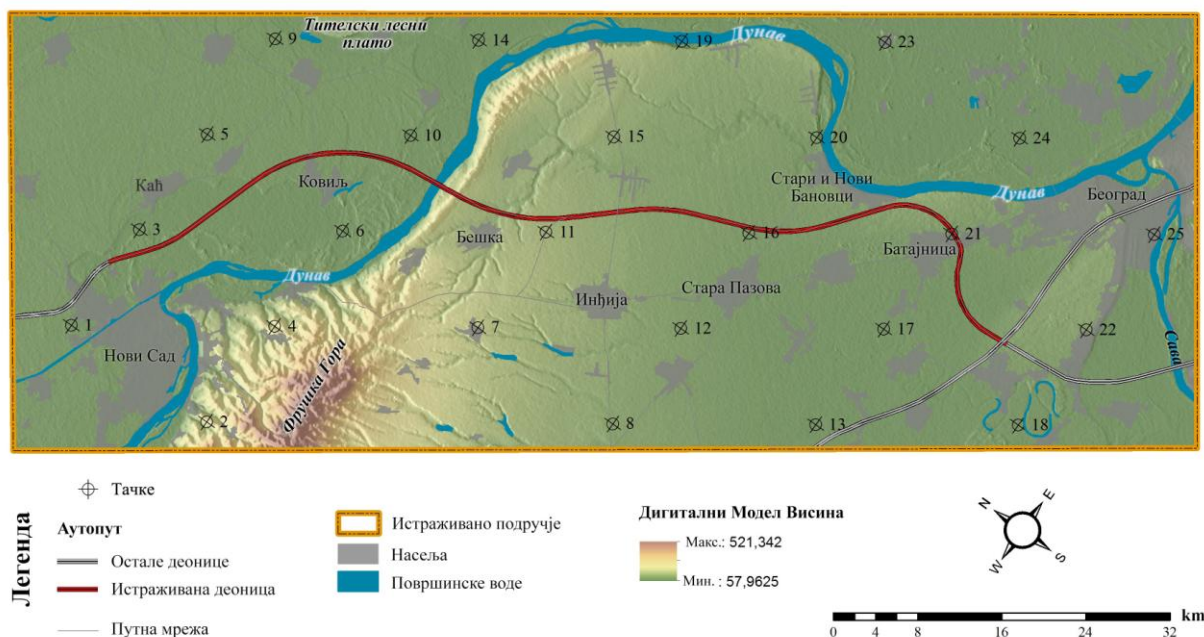 Тителски лесни
плато
Дунав
9
14
19
23
5
10
15
20
24
Каћ
Ковиљ
Стари и Нови
Бановци
Дунав
Београд
3
6
Бешка
11
16
Батајница
21
25
Дунав
Инђија
Стара Пазова
1
4
7
12
17
22
Нови Сад
Фрушка Гора
Сава
2
8
13
18
Легенда
Тачке
Аутопут
Остале деонице
Истраживана деоница
Путна мрежа
Истраживано подручје
Насеља
Површинске воде
Дигитални Модел Висина
Макс.: 521,342
Мин. : 57,9625
N
E
W
S
km
0 4 8 16 24 32